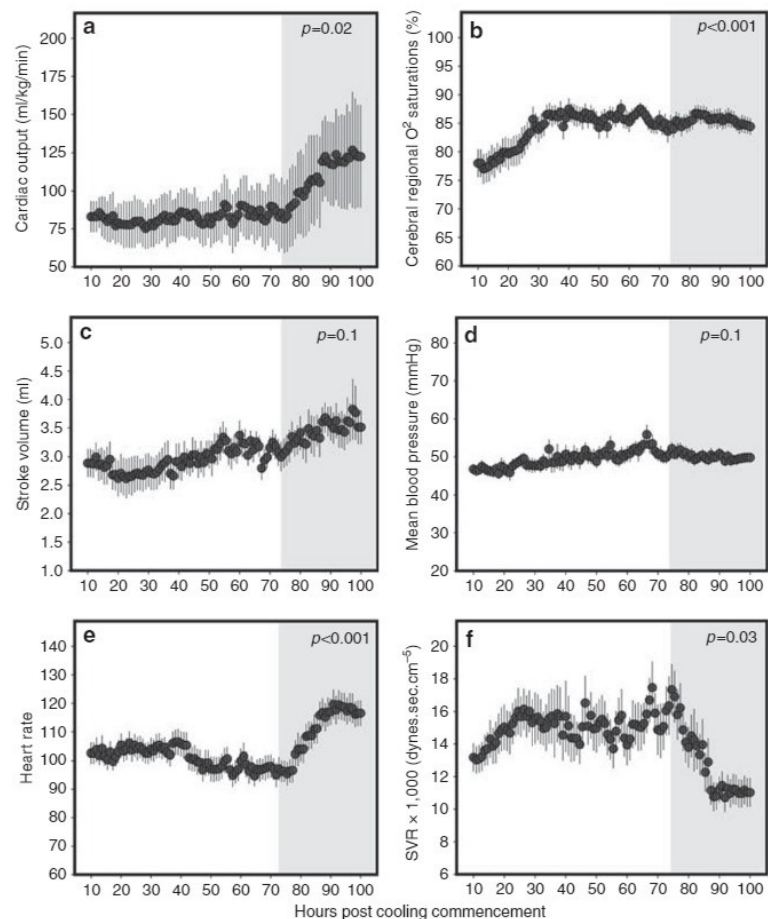 a
p=0.02
200
175
150
125
100
75
50
Cardiac output (ml/kg/min)
10 20 30 40 50 60 70 80 90 100
b
p<0.001
100
95
90
85
80
75
70
65
60
Cerebral regional O² saturations (%)
10 20 30 40 50 60 70 80 90 100
c
p=0.1
5.0
4.5
4.0
3.5
3.0
2.5
2.0
1.5
1.0
Stroke volume (ml)
10 20 30 40 50 60 70 80 90 100
d
p=0.1
80
70
60
50
40
30
20
Mean blood pressure (mmHg)
10 20 30 40 50 60 70 80 90 100
e
p<0.001
140
130
120
110
100
90
80
70
60
Heart rate
10 20 30 40 50 60 70 80 90 100
f
p=0.03
20
18
16
14
12
10
8
6
SVR × 1,000 (dynes.sec.cm⁻⁵)
10 20 30 40 50 60 70 80 90 100
Hours post cooling commencement